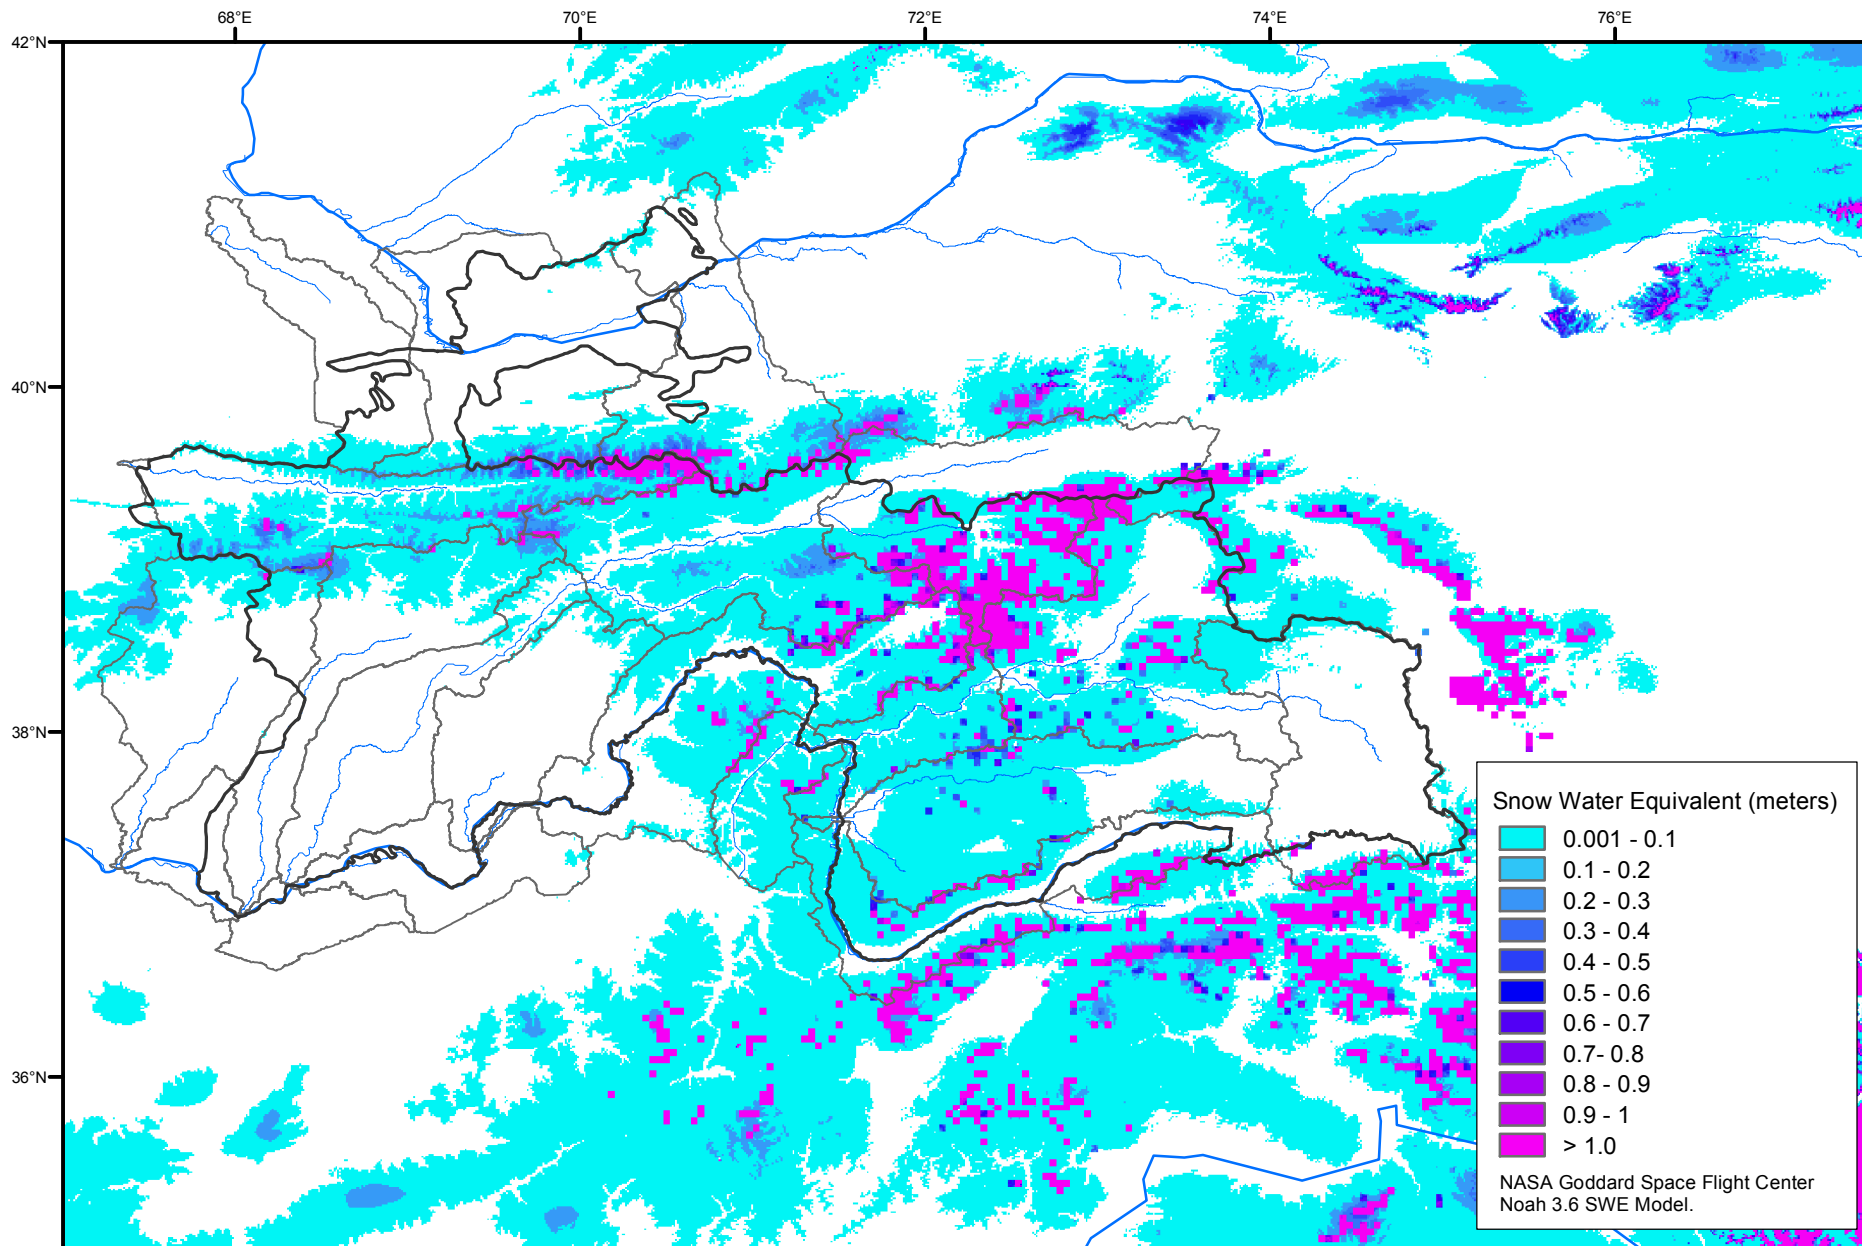 68°E 70°E 72°E 74°E 76°E
42°N
40°N
38°N
36°N
Snow Water Equivalent (meters)
0.001 - 0.1
0.1 - 0.2
0.2 - 0.3
0.3 - 0.4
0.4 - 0.5
0.5 - 0.6
0.6 - 0.7
0.7- 0.8
0.8 - 0.9
0.9 - 1
> 1.0
NASA Goddard Space Flight Center
Noah 3.6 SWE Model.